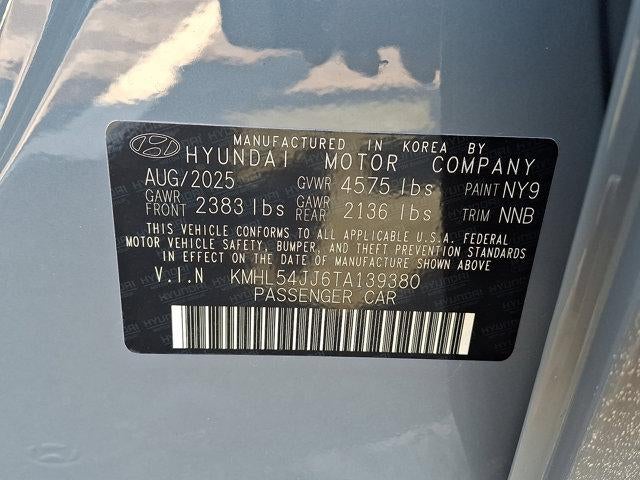 MANUFACTURED IN KOREA BY
HYUNDAI MOTOR COMPANY
AUG/2025 GVWR 4575 lbs PAINT NY9
GAWR FRONT 2383 lbs GAWR REAR 2136 lbs TRIM NNB
THIS VEHICLE CONFORMS TO ALL APPLICABLE U.S.A. FEDERAL
MOTOR VEHICLE SAFETY, BUMPER, AND THEFT PREVENTION STANDARDS
IN EFFECT ON THE DATE OF MANUFACTURE SHOWN ABOVE
V.I.N KMHL54JJ6TA139380
PASSENGER CAR